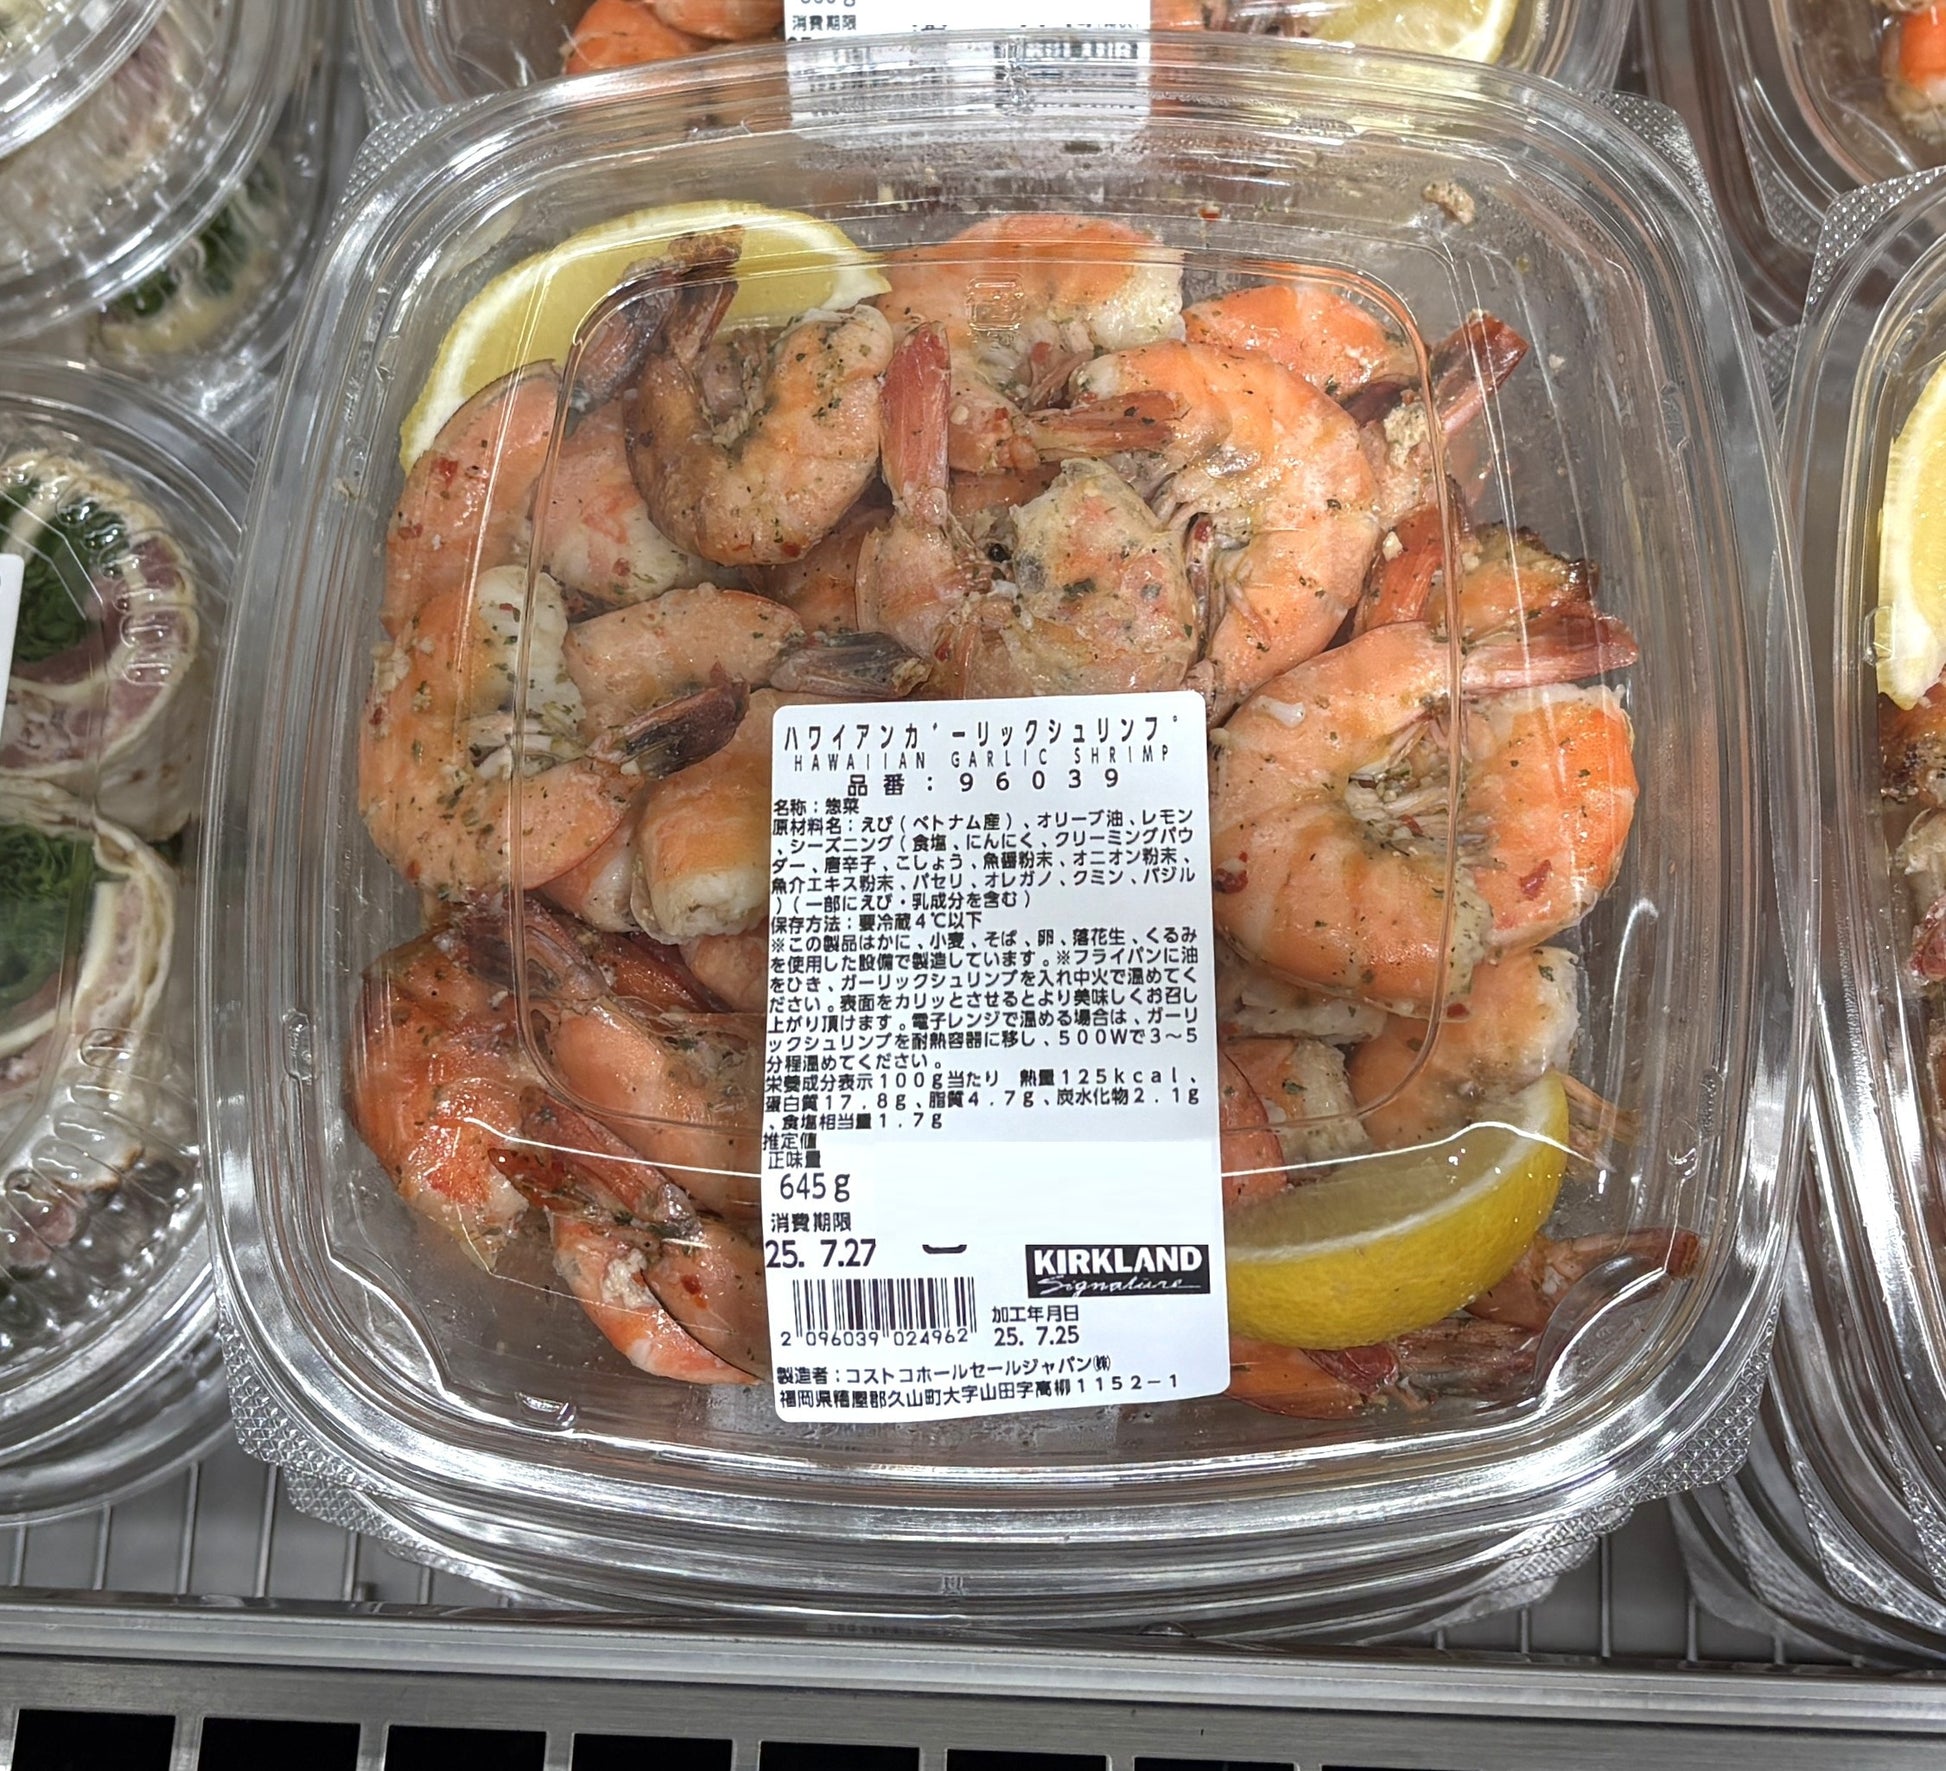 消費期限
ハワイアンガーリックシュリンプ
HAWAIIAN GARLIC SHRIMP
品番:96039
名称:惣菜
原材料名:えび(ベトナム産)、オリーブ油、レモン
、シーズニング(食塩、にんにく、クリーミングパウ
ダー、唐辛子、こしょう、魚醤粉末、オニオン粉末、
魚介エキス粉末、パセリ、オレガノ、クミン、バジル
)(一部にえび・乳成分を含む)
保存方法:要冷蔵4℃以下
※この製品はかに、小麦、そば、卵、落花生、くるみ
を使用した設備で製造しています。※フライパンに油
をひき、ガーリックシュリンプを入れ中火で温めてく
ださい。表面をカリッとさせるとより美味しくお召し
上がり頂けます。電子レンジで温める場合は、ガーリ
ックシュリンプを耐熱容器に移し、500Wで3〜5
分程温めてください。
栄養成分表示100g当たり 熱量125kcal、
蛋白質17.8g、脂質4.7g、炭水化物2.1g
、食塩相当量1.7g
推定値
正味量
645g
消費期限
25. 7.27
KIRKLAND
Signature
2 096039 024962
加工年月日
25. 7.25
製造者:コストコホールセールジャパン㈱
福岡県糟屋郡久山町大字山田字高柳1152-1